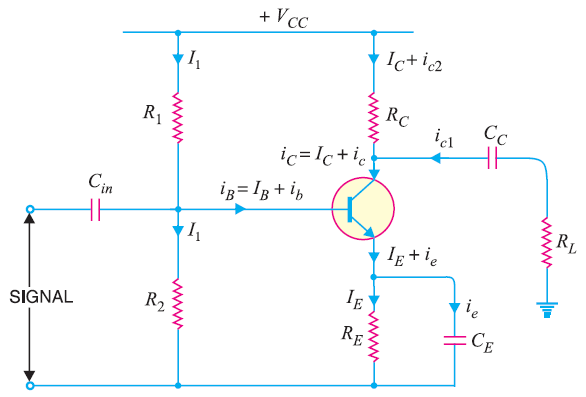 + V_CC
I_1
I_C + i_c2
R_1
R_C
i_c1
C_C
i_C = I_C + i_c
C_in
i_B = I_B + i_b
I_1
R_L
I_E + i_e
SIGNAL
R_2
I_E
i_e
R_E
C_E